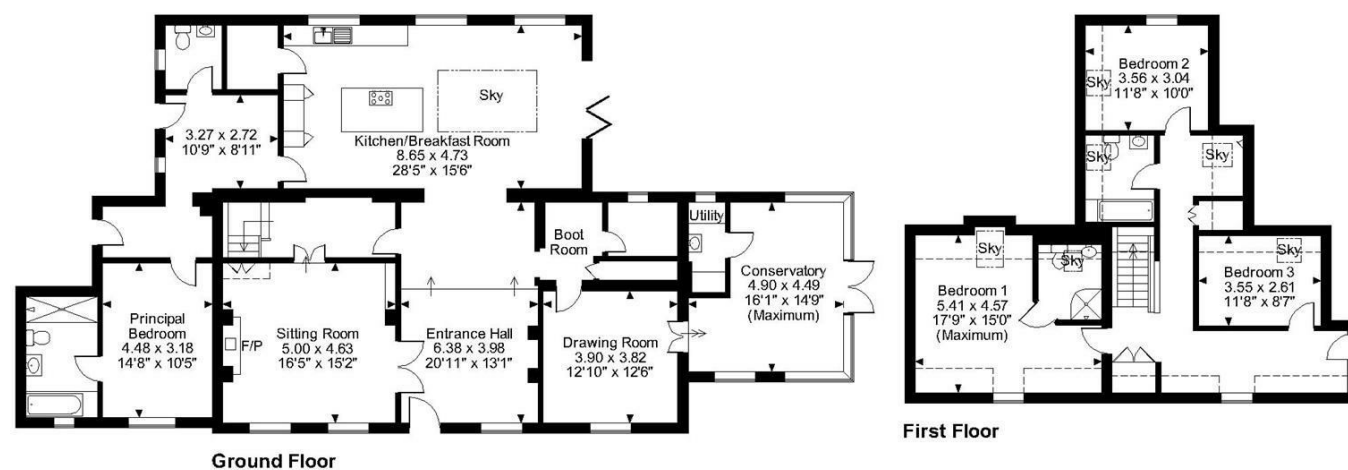 Sky
Kitchen/Breakfast Room
8.65 x 4.73
28'5" x 15'6"
3.27 x 2.72
10'9" x 8'11"
Boot
Room
Utility
Conservatory
4.90 x 4.49
16'1" x 14'9"
(Maximum)
Principal
Bedroom
4.48 x 3.18
14'8" x 10'5"
F/P
Sitting Room
5.00 x 4.63
16'5" x 15'2"
Entrance Hall
6.38 x 3.98
20'11" x 13'1"
Drawing Room
3.90 x 3.82
12'10" x 12'6"
Ground Floor
Bedroom 2
3.56 x 3.04
11'8" x 10'0"
Sky
Sky
Sky
Sky
Sky
Sky
Bedroom 1
5.41 x 4.57
17'9" x 15'0"
(Maximum)
Bedroom 3
3.55 x 2.61
11'8" x 8'7"
First Floor